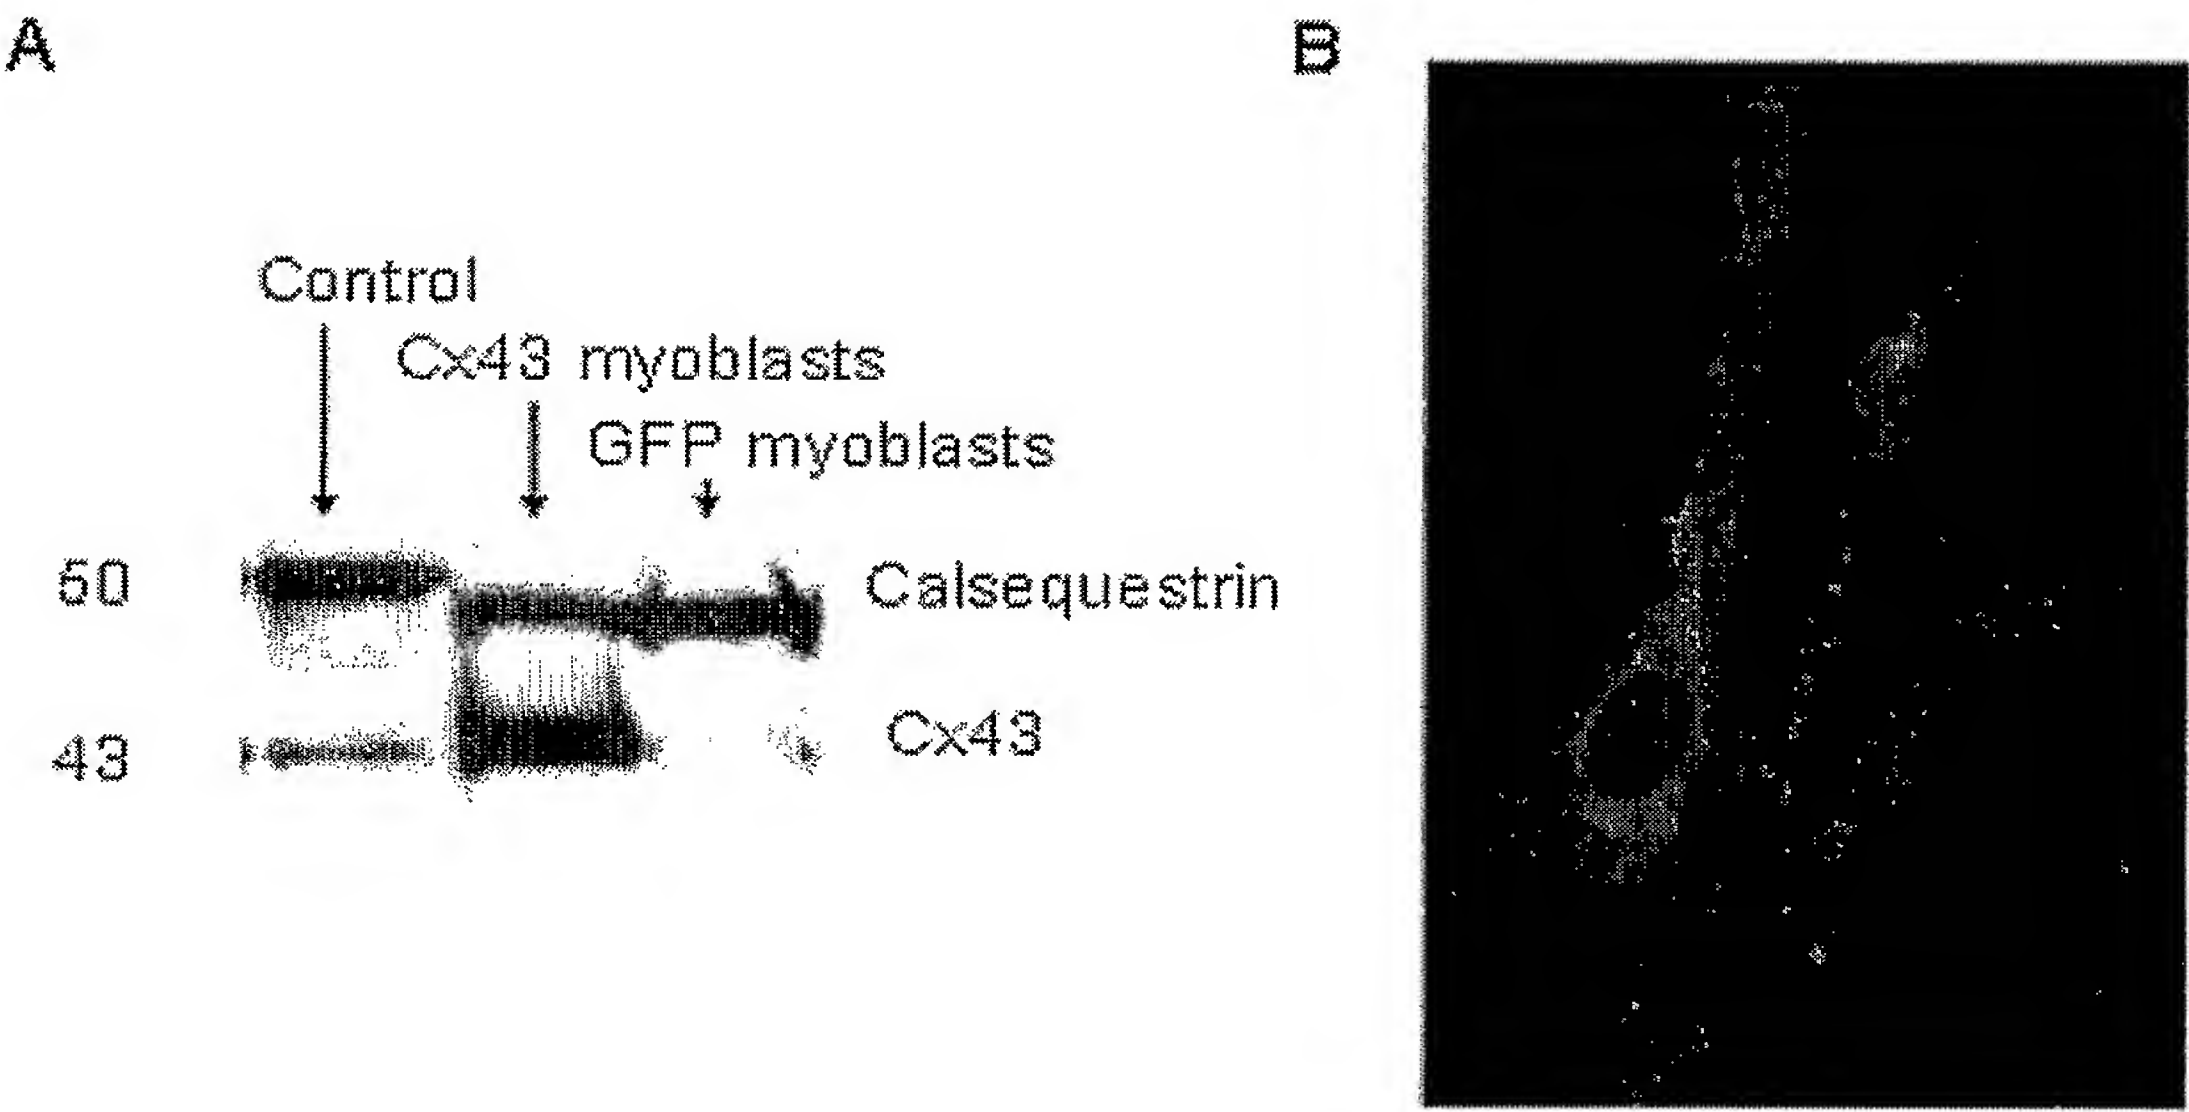 A
B
Control
Cx43 myoblasts
GFP myoblasts
50
Calsequestrin
43
Cx43